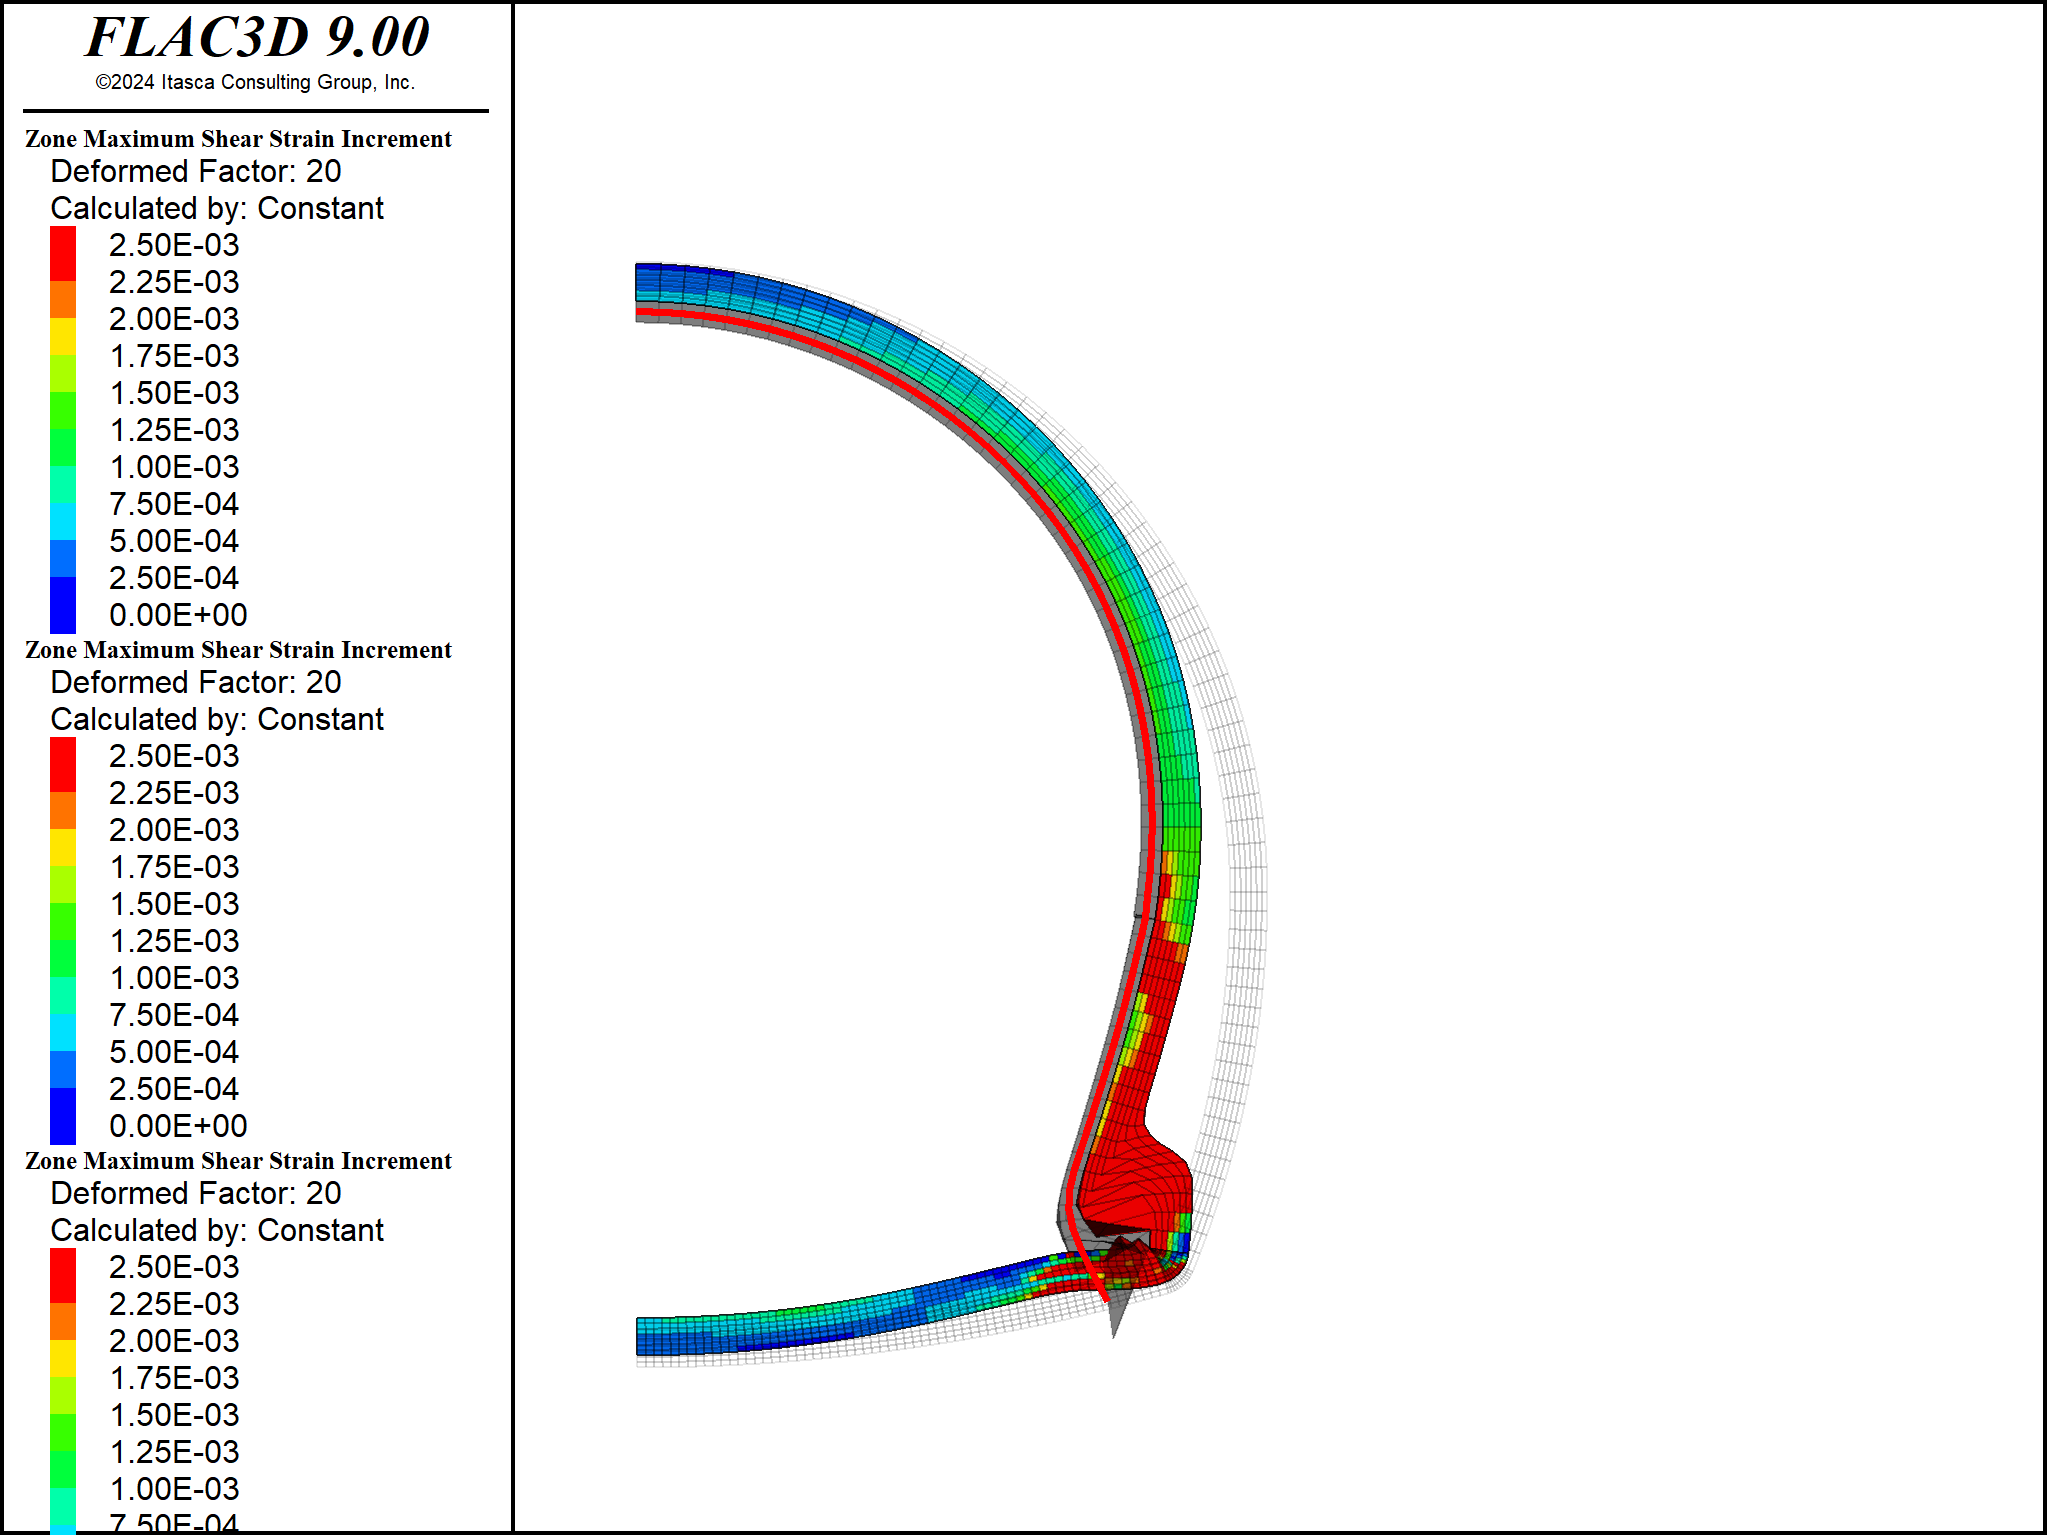 FLAC3D 9.00
©2024 Itasca Consulting Group, Inc.
Zone Maximum Shear Strain Increment
Deformed Factor: 20
Calculated by: Constant
2.50E-03
2.25E-03
2.00E-03
1.75E-03
1.50E-03
1.25E-03
1.00E-03
7.50E-04
5.00E-04
2.50E-04
0.00E+00
Zone Maximum Shear Strain Increment
Deformed Factor: 20
Calculated by: Constant
2.50E-03
2.25E-03
2.00E-03
1.75E-03
1.50E-03
1.25E-03
1.00E-03
7.50E-04
5.00E-04
2.50E-04
0.00E+00
Zone Maximum Shear Strain Increment
Deformed Factor: 20
Calculated by: Constant
2.50E-03
2.25E-03
2.00E-03
1.75E-03
1.50E-03
1.25E-03
1.00E-03
7.50E-04